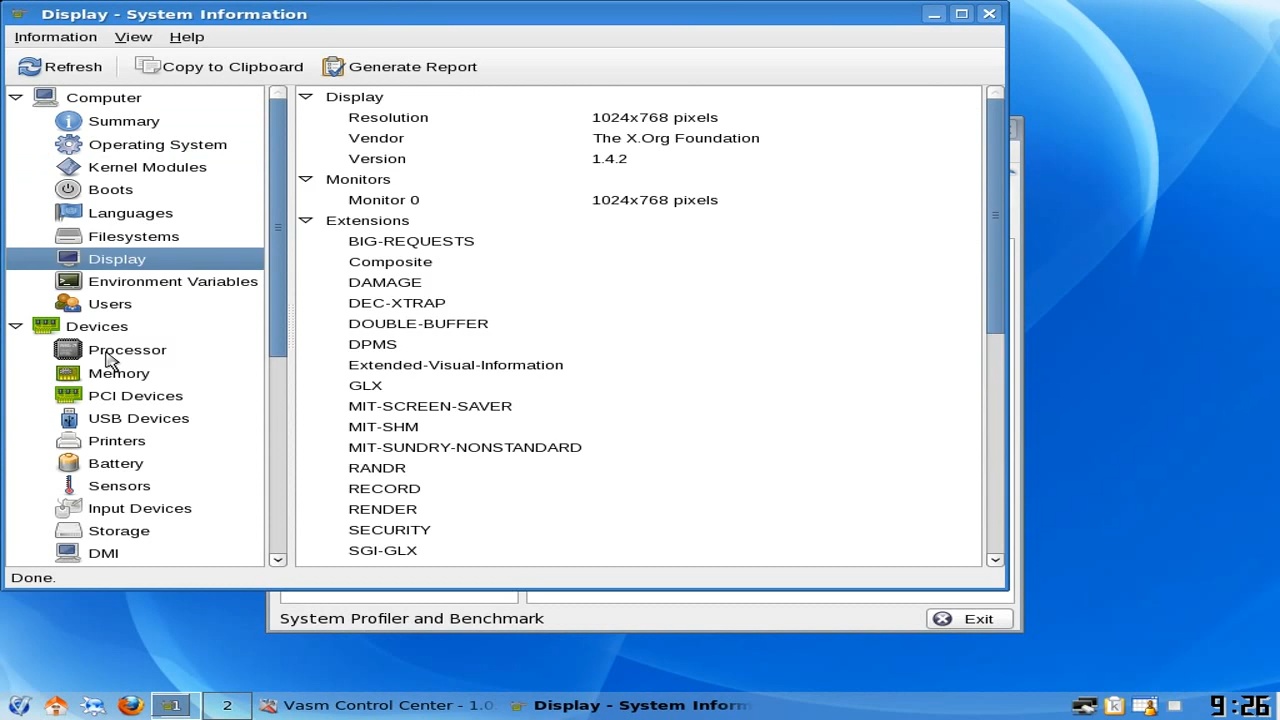 Display - System Information
Information View Help
Refresh Copy to Clipboard Generate Report
Computer
Summary
Operating System
Kernel Modules
Boots
Languages
Filesystems
Display
Environment Variables
Users
Devices
Processor
Memory
PCI Devices
USB Devices
Printers
Battery
Sensors
Input Devices
Storage
DMI
Display
Resolution 1024x768 pixels
Vendor The X.Org Foundation
Version 1.4.2
Monitors
Monitor 0 1024x768 pixels
Extensions
BIG-REQUESTS
Composite
DAMAGE
DEC-XTRAP
DOUBLE-BUFFER
DPMS
Extended-Visual-Information
GLX
MIT-SCREEN-SAVER
MIT-SHM
MIT-SUNDRY-NONSTANDARD
RANDR
RECORD
RENDER
SECURITY
SGI-GLX
Done.
System Profiler and Benchmark Exit
1 2 Vasm Control Center - 1.0 Display - System Inform 9:26